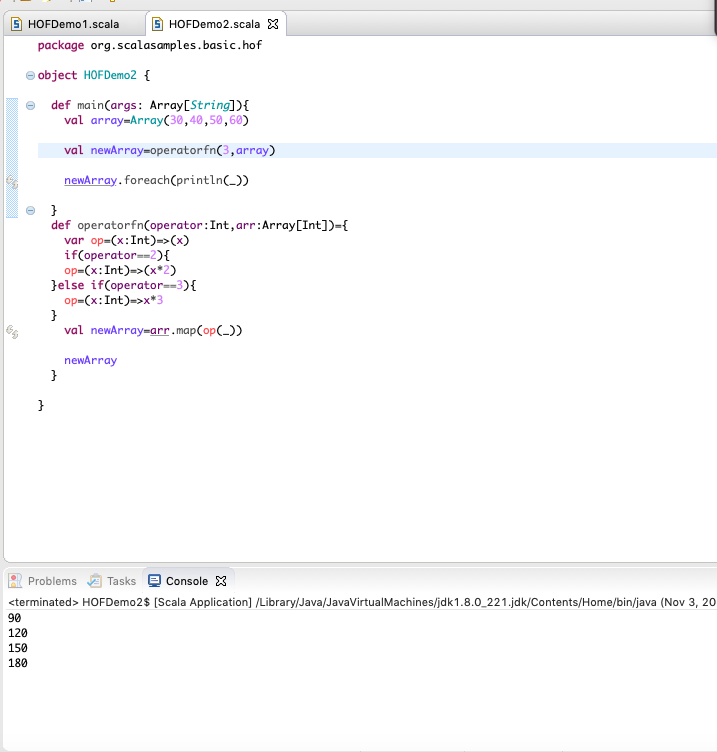 HOFDemo1.scala
HOFDemo2.scala
package org.scalasamples.basic.hof
object HOFDemo2 {
def main(args: Array[String]){
val array=Array(30,40,50,60)
val newArray=operatorfn(3,array)
newArray.foreach(println(_))
}
def operatorfn(operator:Int,arr:Array[Int])={
var op=(x:Int)=>(x)
if(operator==2){
op=(x:Int)=>(x*2)
}else if(operator==3){
op=(x:Int)=>x*3
}
val newArray=arr.map(op(_))
newArray
}
}
Problems Tasks Console
<terminated> HOFDemo2$ [Scala Application] /Library/Java/JavaVirtualMachines/jdk1.8.0_221.jdk/Contents/Home/bin/java (Nov 3, 20
90
120
150
180